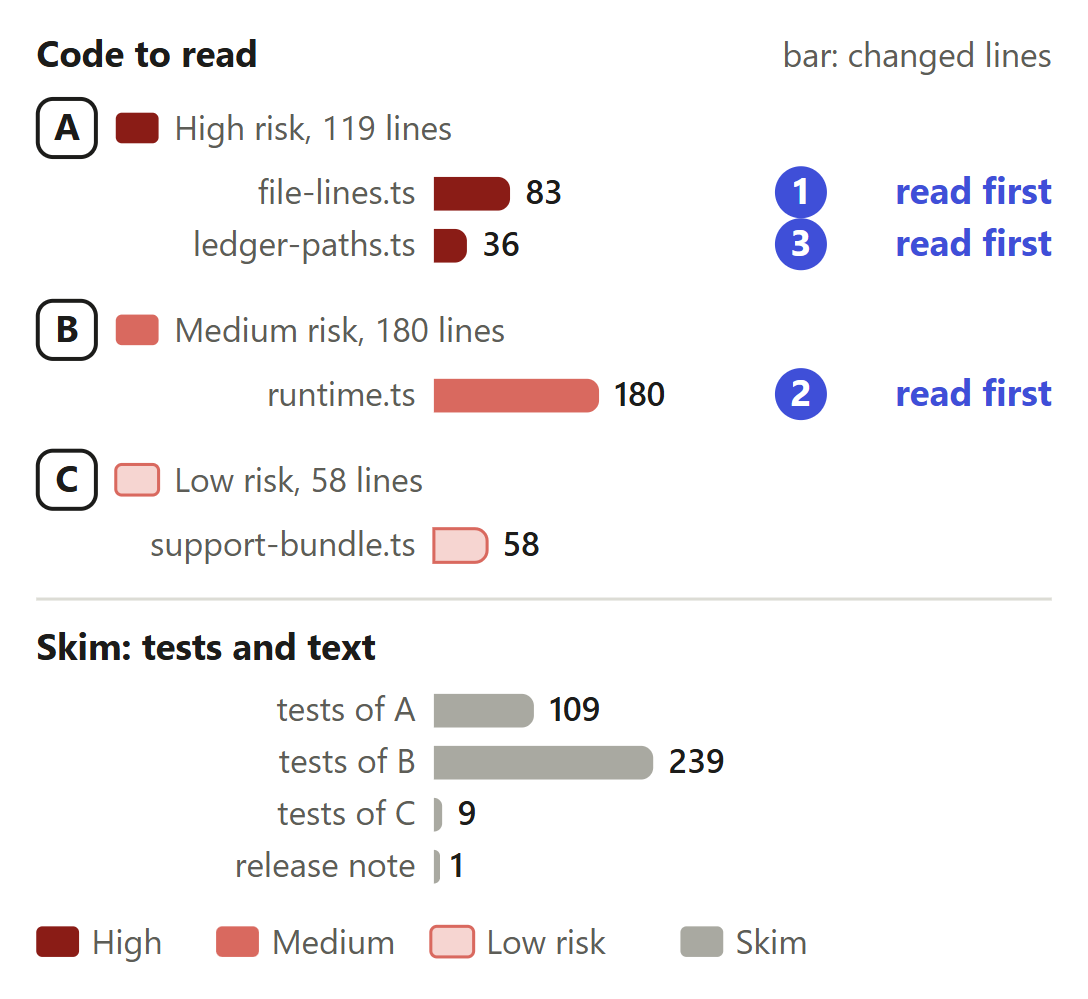 Code to read bar: changed lines
A High risk, 119 lines
file-lines.ts 83 1 read first
ledger-paths.ts 36 3 read first
B Medium risk, 180 lines
runtime.ts 180 2 read first
C Low risk, 58 lines
support-bundle.ts 58
Skim: tests and text
tests of A 109
tests of B 239
tests of C 9
release note 1
High Medium Low risk Skim